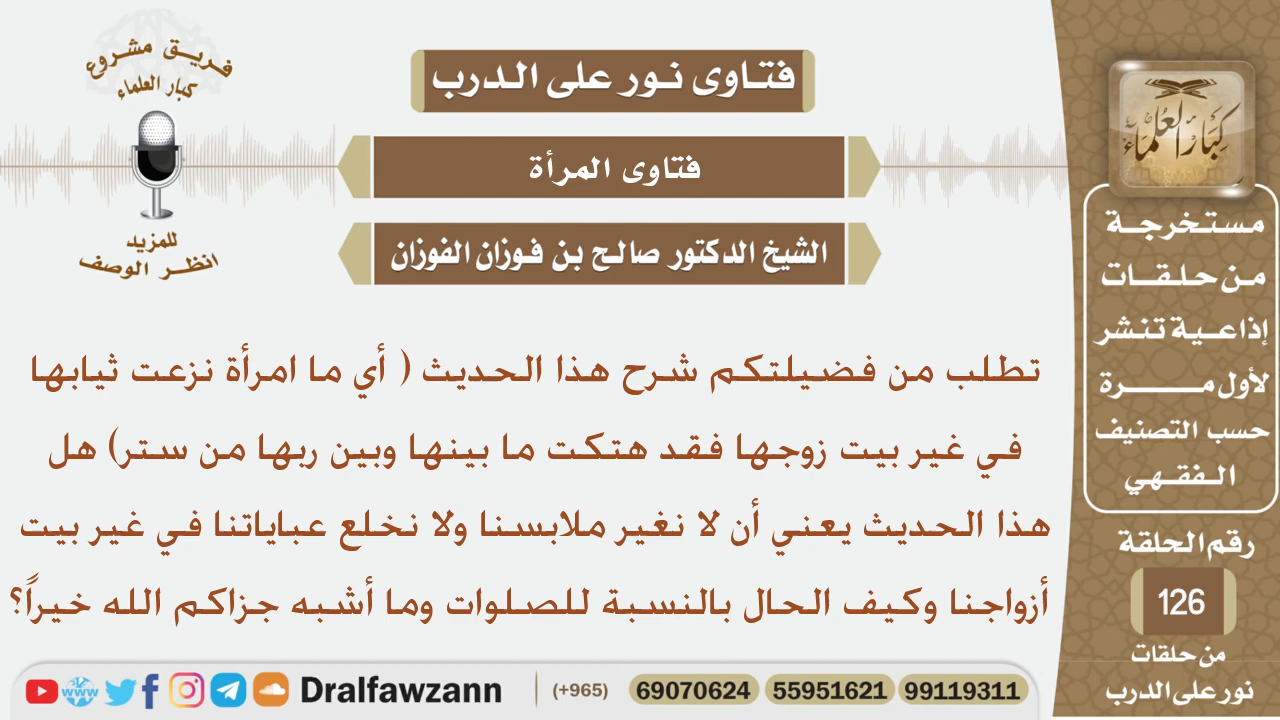 فريق مشروع
كبار العلماء
للمزيد
انظر الوصف
فتاوى نور على الدرب
فتاوى المرأة
الشيخ الدكتور صالح بن فوزان الفوزان
تطلب من فضيلتكم شرح هذا الحديث ( أي ما امرأة نزعت ثيابها
في غير بيت زوجها فقد هتكت ما بينها وبين ربها من ستر) هل
هذا الحديث يعني أن لا نغير ملابسنا ولا نخلع عباياتنا في غير بيت
أزواجنا وكيف الحال بالنسبة للصلوات وما أشبه جزاكم الله خيراً؟
كبار العلماء
مستخرجة
من حلقات
إذاعية تنشر
لأول مرة
حسب التصنيف
الفقهي
رقم الحلقة
126
من حلقات
نور على الدرب
www
Dralfawzann
(+965)
69070624
55951621
99119311